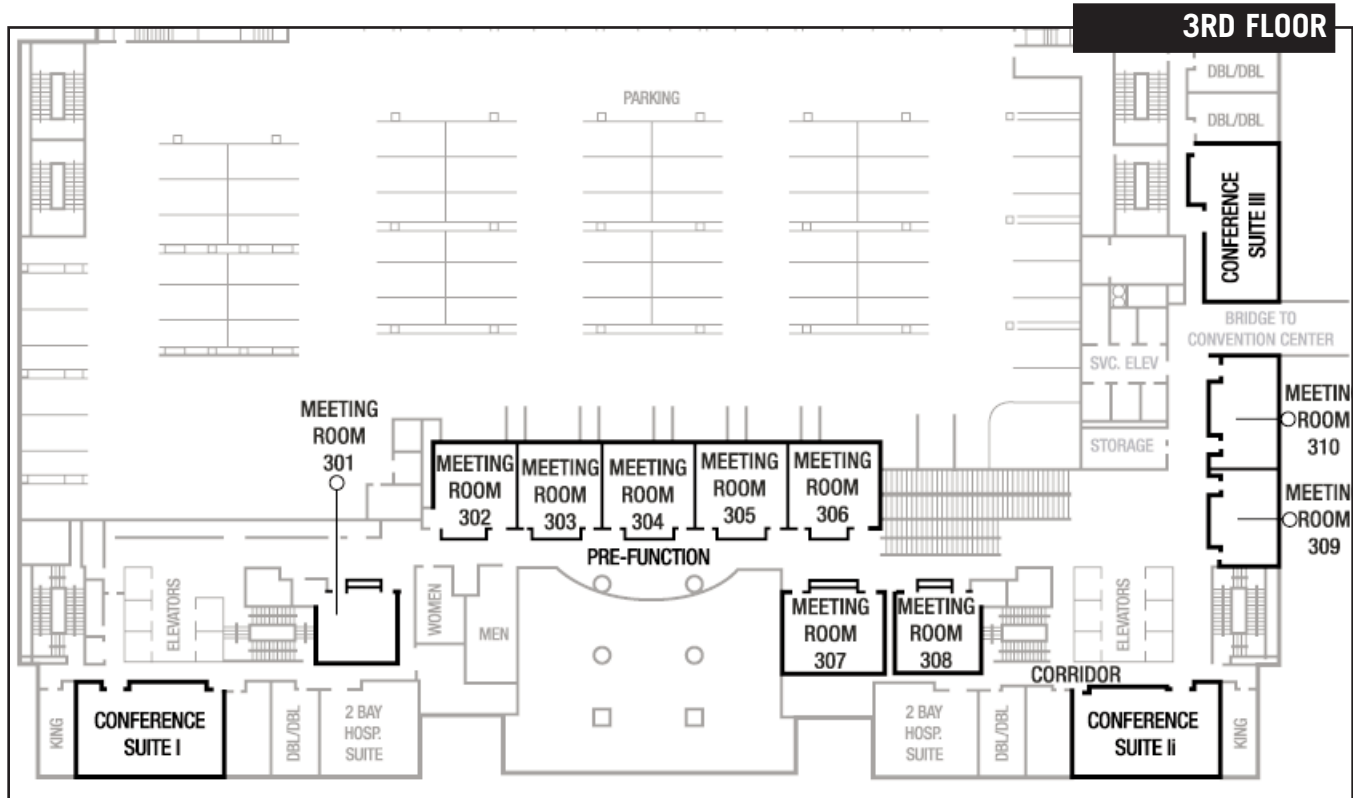 3RD FLOOR
DBL/DBL
PARKING
DBL/DBL
CONFERENCE
SUITE III
BRIDGE TO
CONVENTION CENTER
SVC. ELEV
MEETING
ROOM
301
MEETIN
ROOM
310
STORAGE
MEETING
ROOM
302
MEETING
ROOM
303
MEETING
ROOM
304
MEETING
ROOM
305
MEETING
ROOM
306
MEETIN
ROOM
309
PRE-FUNCTION
ELEVATORS
WOMEN
MEN
MEETING
ROOM
307
MEETING
ROOM
308
ELEVATORS
CORRIDOR
KING
CONFERENCE
SUITE I
DBL/DBL
2 BAY
HOSP.
SUITE
2 BAY
HOSP.
SUITE
DBL/DBL
CONFERENCE
SUITE Ii
KING